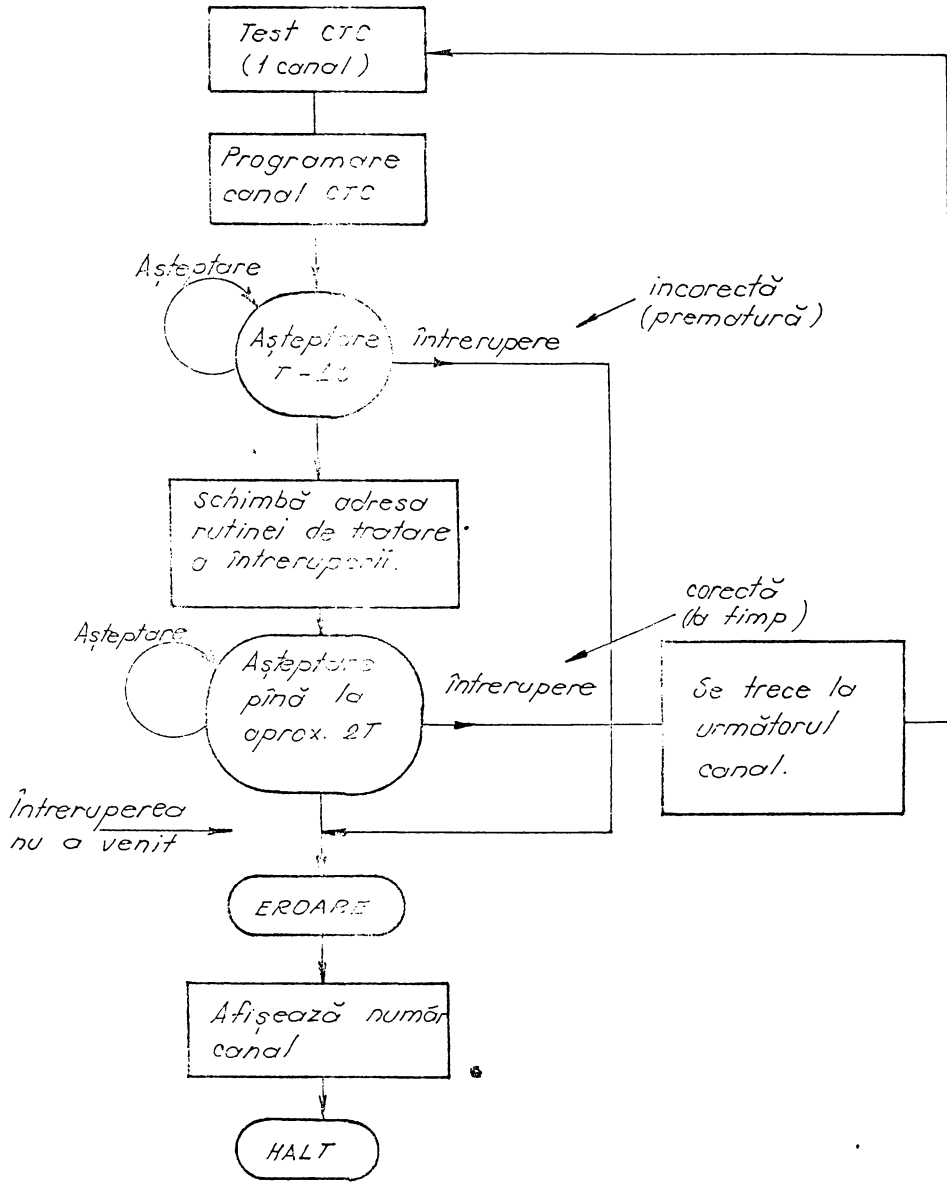 Test CTC
(1 canal)
Programare
canal CTC
Așteptare
incorectă
(prematură)
Așteptare
T -
întrerupere
Schimbă adresa
rutinei de tratare
a întreruperii.
corectă
(la timp)
Așteptare
Așteptare
pînă la
aprox. 2T
întrerupere
Se trece la
următorul
canal.
Întreruperea
nu a venit
EROARE
Afișează număr
canal
HALT